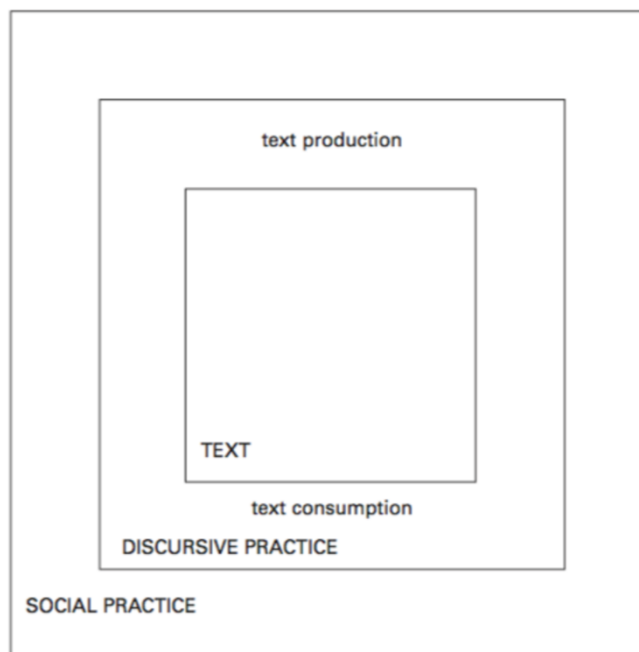 text production
TEXT
text consumption
DISCURSIVE PRACTICE
SOCIAL PRACTICE